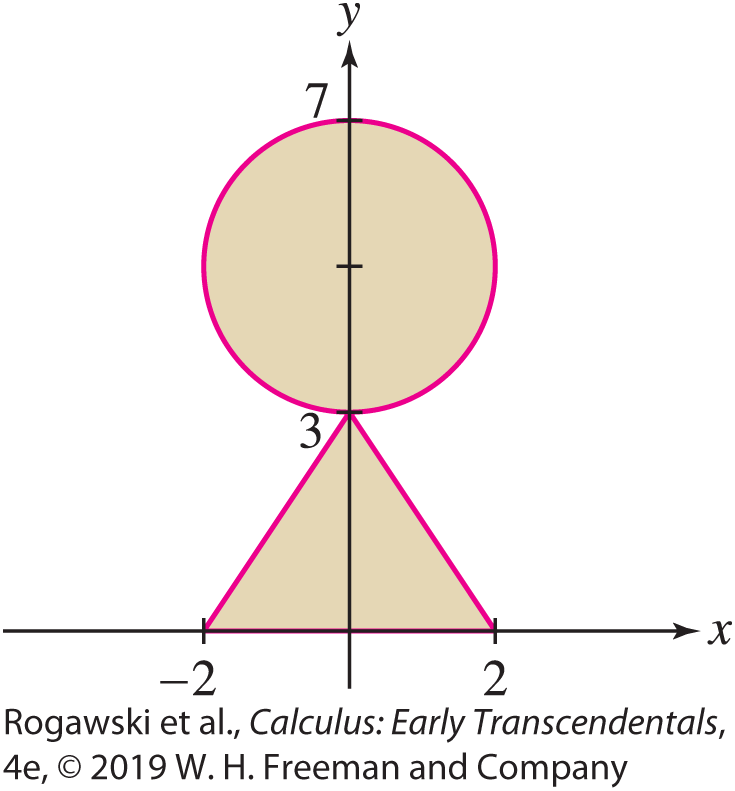 y
7
3
x
−2 2
Rogawski et al., Calculus: Early Transcendentals,
4e, © 2019 W. H. Freeman and Company